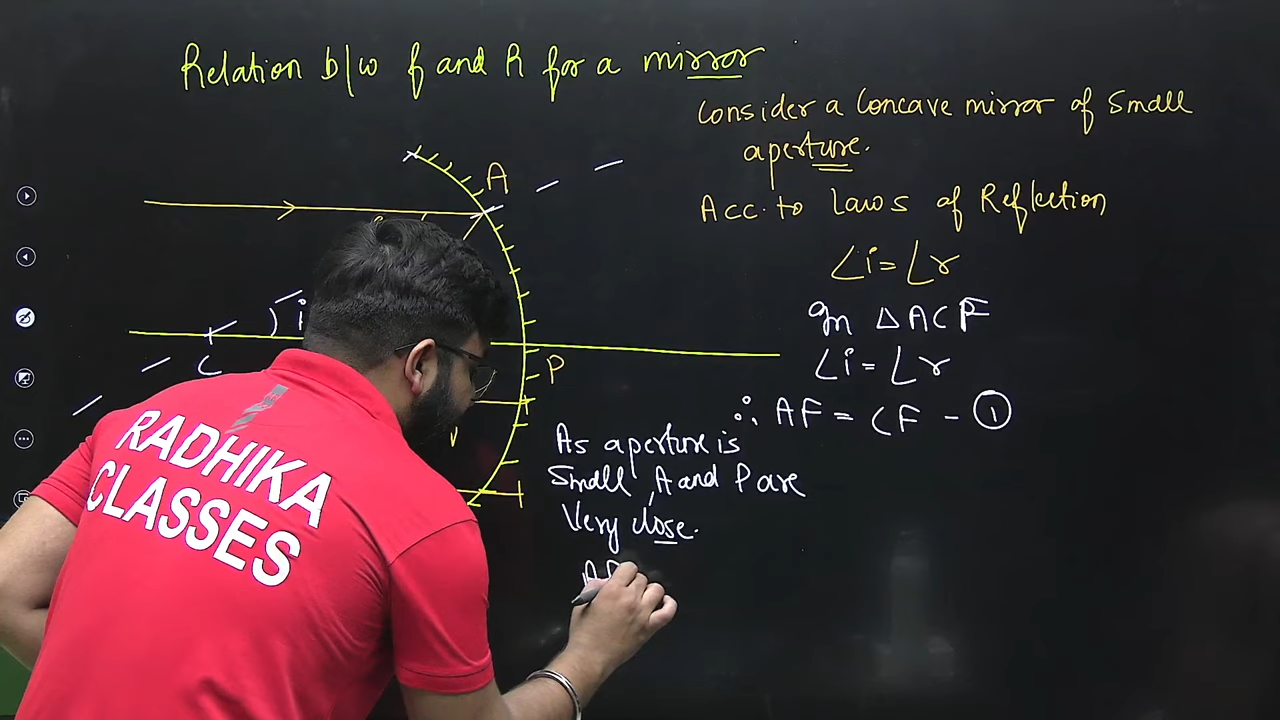 Relation b/w f and R for a mirror
Consider a Concave mirror of Small
aperture.
Acc. to laws of Reflection
∠i = ∠r
In Δ ACF
∠i = ∠r
∴ AF = CF - ①
A
i
C
P
As aperture is
Small, A and P are
Very close.
RADHIKA
CLASSES